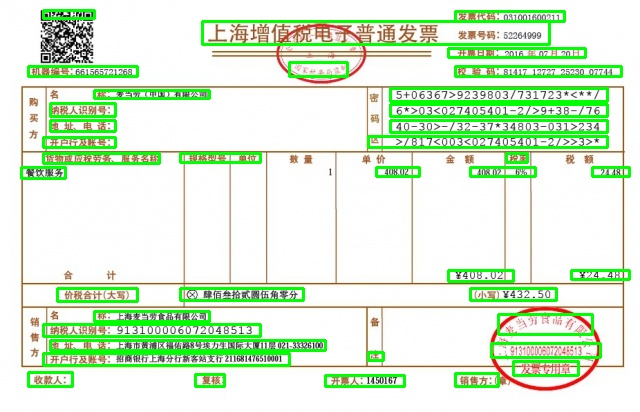 上海增值税电子普通发票
发票代码: 031001600211
发票号码: 52264999
开票日期: 2016 年 07 月 20 日
机器编号: 661565721268
校 验 码: 81417 12727 25230 07744
购买方
名 称: 麦当劳（中国）有限公司
纳税人识别号:
地 址、电 话:
开户行及账号:
密码区
5+06367>9239803/731723*<**/
6*>03<027405401-2/>9+38-/76
40-30>-/32-37*34803-031>234
>/817<003<027405401-2/>>3>*
货物或应税劳务、服务名称 规格型号 单位 数 量 单 价 金 额 税率 税 额
餐饮服务 1 408.02 408.02 6% 24.48
合 计 ¥408.02 ¥24.48
价税合计(大写) ⊗ 肆佰叁拾贰圆伍角零分 (小写) ¥432.50
销售方
名 称: 上海麦当劳食品有限公司
纳税人识别号: 913100006072048513
地 址、电 话: 上海市黄浦区福佑路8号埃力生国际大厦11层 021-33326100
开户行及账号: 招商银行上海分行新客站支行 211681476510001
备注
麦当劳食品有限
913100006072048513
发票专用章
收款人: 复核: 开票人: 1450167 销售方: (章)